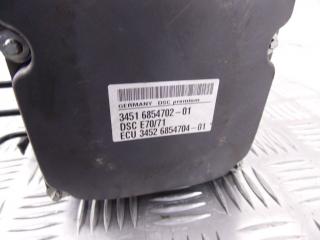 GERMANY DSC premium
3451 6854702-01
DSC E70/71
ECU 3452 6854704-01